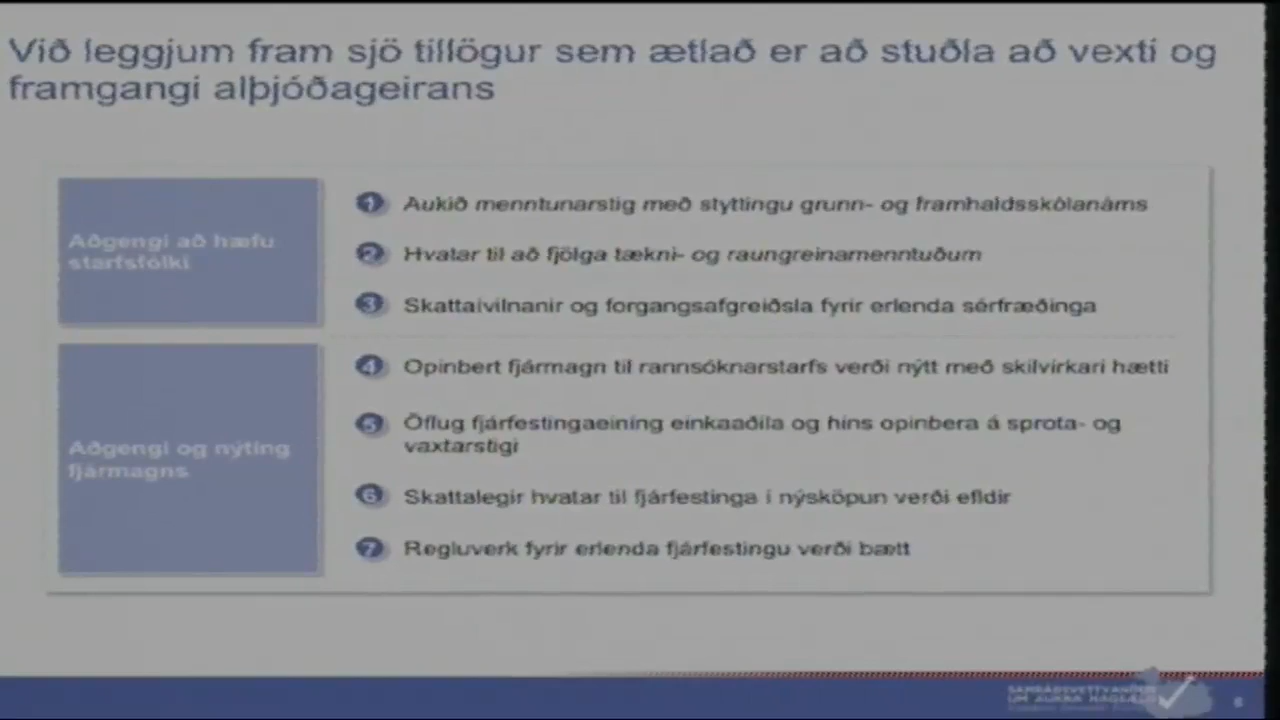 Við leggjum fram sjö tillögur sem ætlað er að stuðla að vexti og
framgangi alþjóðageirans
Aðgengi að hæfu
starfsfólki
1 Aukið menntunarstig með styttingu grunn- og framhaldsskólanáms
2 Hvatar til að fjölga tækni- og raungreinamenntuðum
3 Skattaívilnanir og forgangsafgreiðsla fyrir erlenda sérfræðinga
Aðgengi og nýting
fjármagns
4 Opinbert fjármagn til rannsóknarstarfs verði nýtt með skilvirkari hætti
5 Öflug fjárfestingaeining einkaaðila og hins opinbera á sprota- og
vaxtarstigi
6 Skattalegir hvatar til fjárfestinga í nýsköpun verði efldir
7 Regluverk fyrir erlenda fjárfestingu verði bætt
SAMRÁÐSVETTVANGUR
UM AUKNA HAGSÆLD